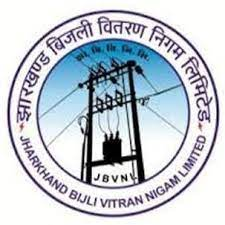 झारखण्ड बिजली वितरण निगम लिमिटेड
झा. बि. वि. नि. लि.
JBVNL
JHARKHAND BIJLI VITRAN NIGAM LIMITED